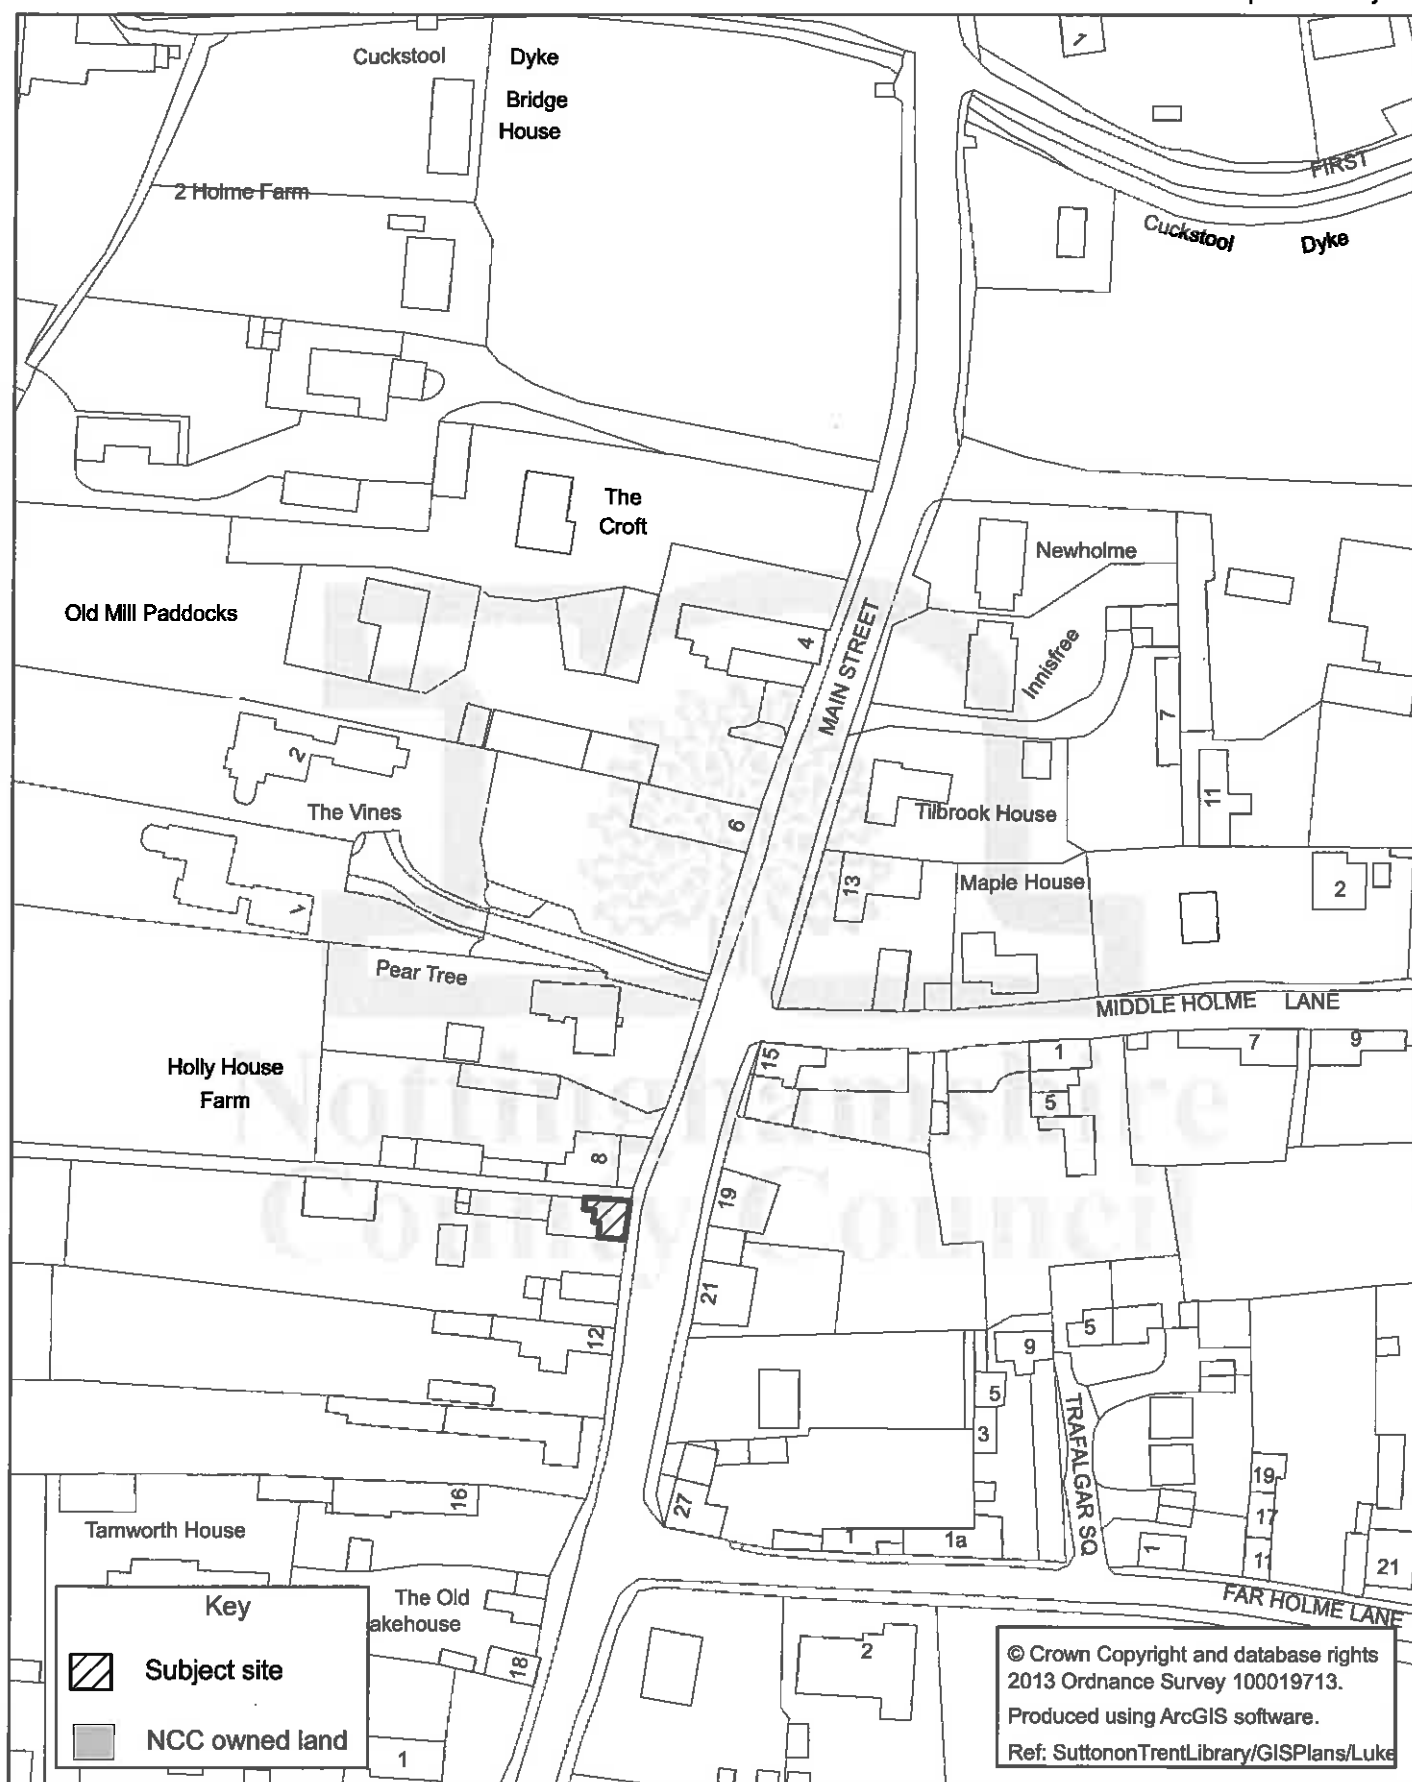 Cuckstool
Dyke
Bridge
House
1
FIRST
2 Holme Farm
Cuckstool
Dyke
The
Croft
Newholme
Old Mill Paddocks
4
MAIN STREET
Innisfree
7
2
11
The Vines
6
Tilbrook House
13
Maple House
2
1
Pear Tree
MIDDLE HOLME LANE
15
1
7
9
Holly House
Farm
5
Nottinghamshire
County Council
8
19
21
12
5
9
5
3
TRAFALGAR SQ
19
16
27
17
Tamworth House
1
1a
1
11
21
FAR HOLME LANE
The Old
akehouse
18
2
1
Key
Subject site
NCC owned land
© Crown Copyright and database rights
2013 Ordnance Survey 100019713.
Produced using ArcGIS software.
Ref: SuttononTrentLibrary/GISPlans/Luke